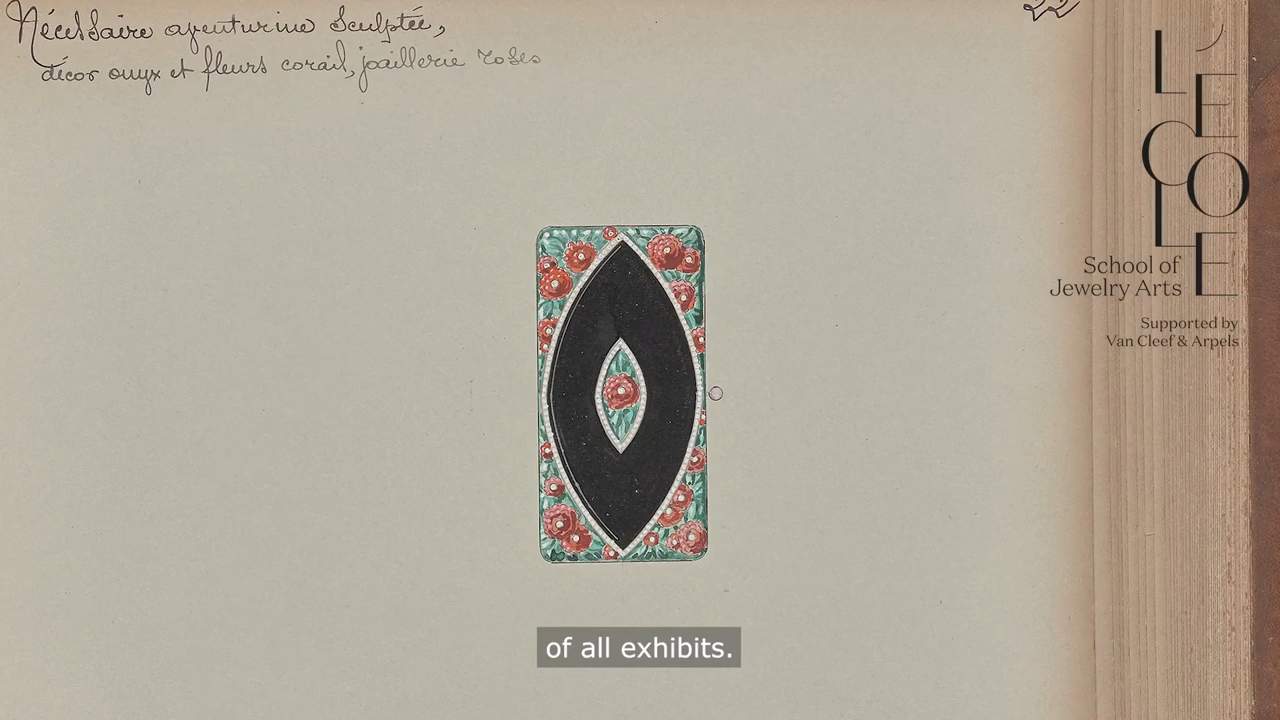 Nécessaire aventurine sculptée,
décor onyx et fleurs corail, joaillerie roses
22
L'ÉCOLE
School of
Jewelry Arts
Supported by
Van Cleef & Arpels
of all exhibits.